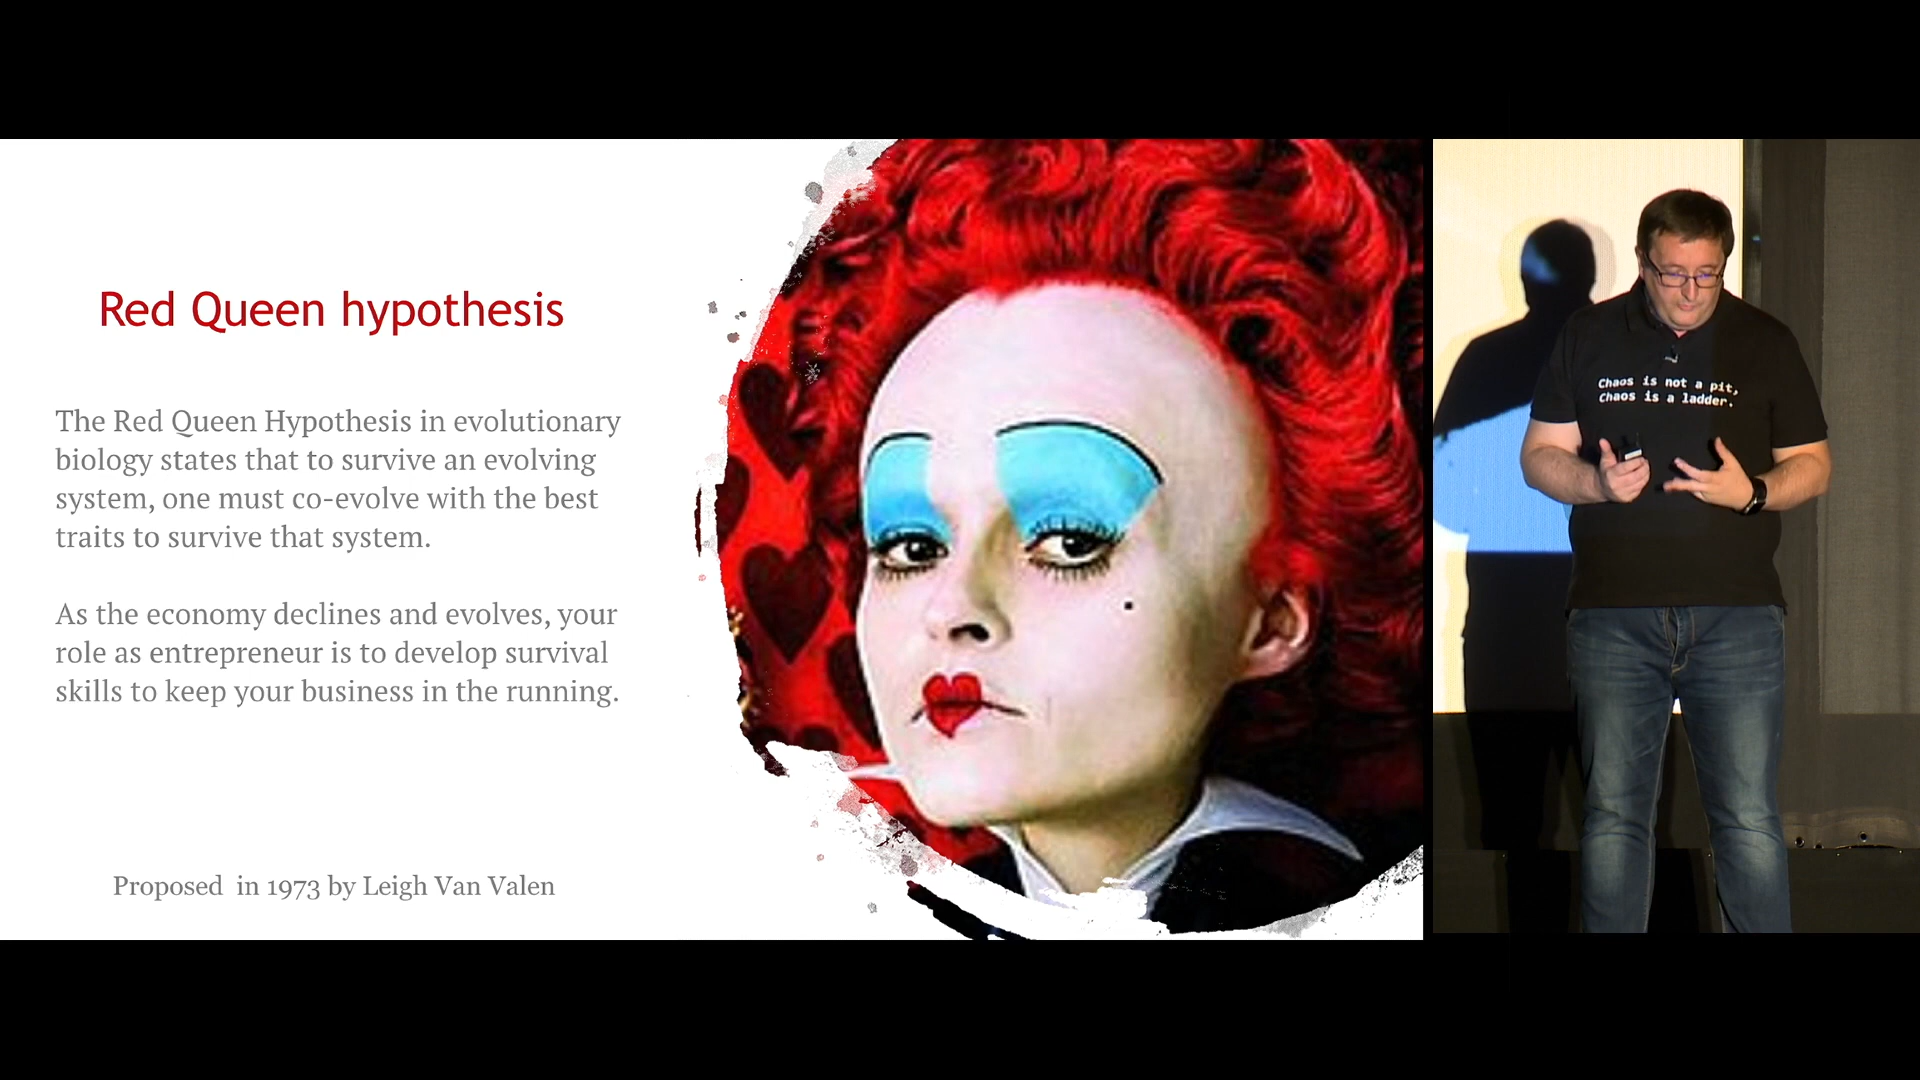 Red Queen hypothesis
The Red Queen Hypothesis in evolutionary
biology states that to survive an evolving
system, one must co-evolve with the best
traits to survive that system.
As the economy declines and evolves, your
role as entrepreneur is to develop survival
skills to keep your business in the running.
Proposed in 1973 by Leigh Van Valen
Chaos is not a pit,
Chaos is a ladder.